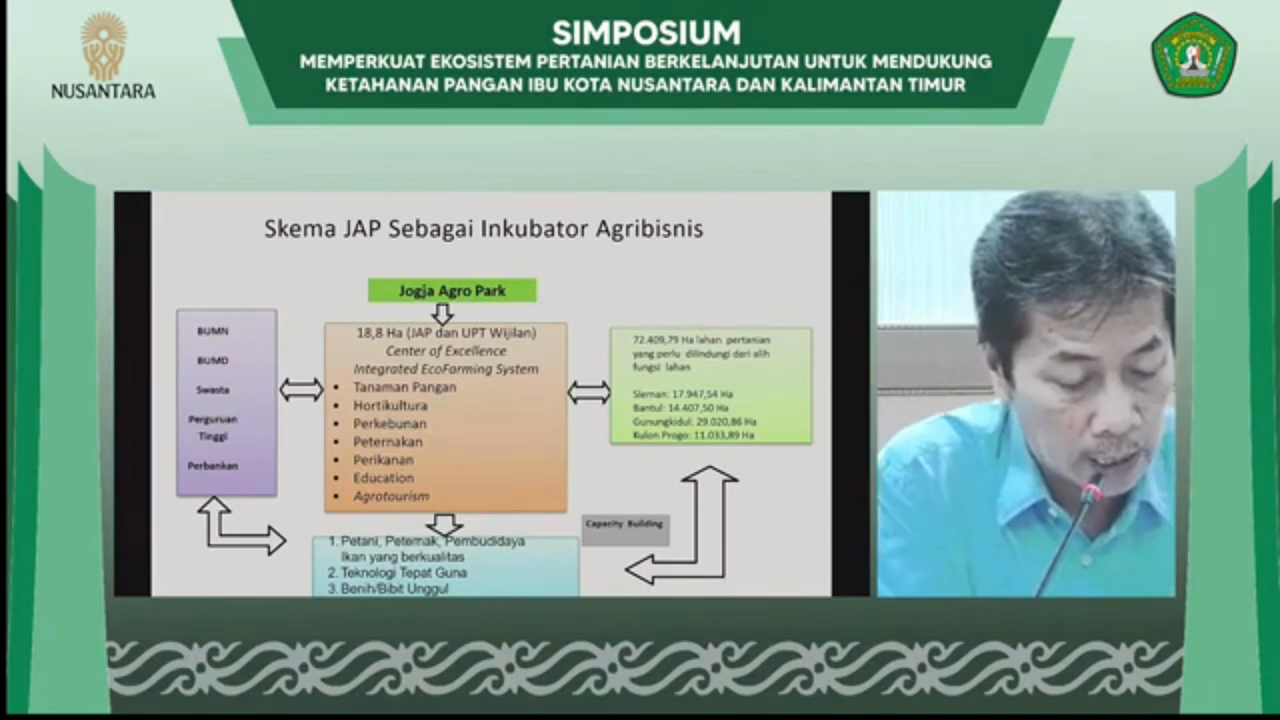 NUSANTARA
SIMPOSIUM
MEMPERKUAT EKOSISTEM PERTANIAN BERKELANJUTAN UNTUK MENDUKUNG
KETAHANAN PANGAN IBU KOTA NUSANTARA DAN KALIMANTAN TIMUR
Skema JAP Sebagai Inkubator Agribisnis
Jogja Agro Park
BUMN
BUMD
Swasta
Perguruan
Tinggi
Perbankan
18,8 Ha (JAP dan UPT Wijilan)
Center of Excellence
Integrated EcoFarming System
• Tanaman Pangan
• Hortikultura
• Perkebunan
• Peternakan
• Perikanan
• Education
• Agrotourism
72.409,79 Ha lahan pertanian
yang perlu dilindungi dari alih
fungsi lahan
Sleman: 17.947,54 Ha
Bantul: 14.407,50 Ha
Gunungkidul: 29.020,86 Ha
Kulon Progo: 11.033,89 Ha
Capacity Building
1. Petani, Peternak, Pembudidaya
Ikan yang berkualitas
2. Teknologi Tepat Guna
3. Benih/Bibit Unggul